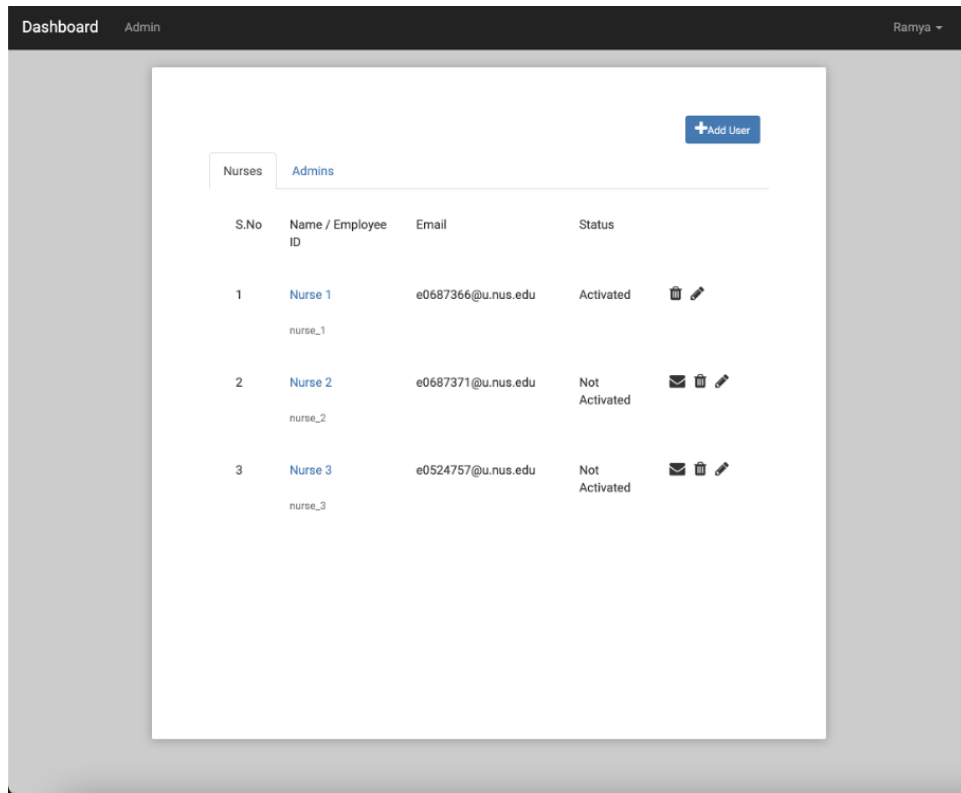 Dashboard Admin Ramya
Add User
Nurses Admins
S.No Name / Employee Email Status
ID
1 Nurse 1 e0687366@u.nus.edu Activated
nurse_1
2 Nurse 2 e0687371@u.nus.edu Not
Activated
nurse_2
3 Nurse 3 e0524757@u.nus.edu Not
Activated
nurse_3